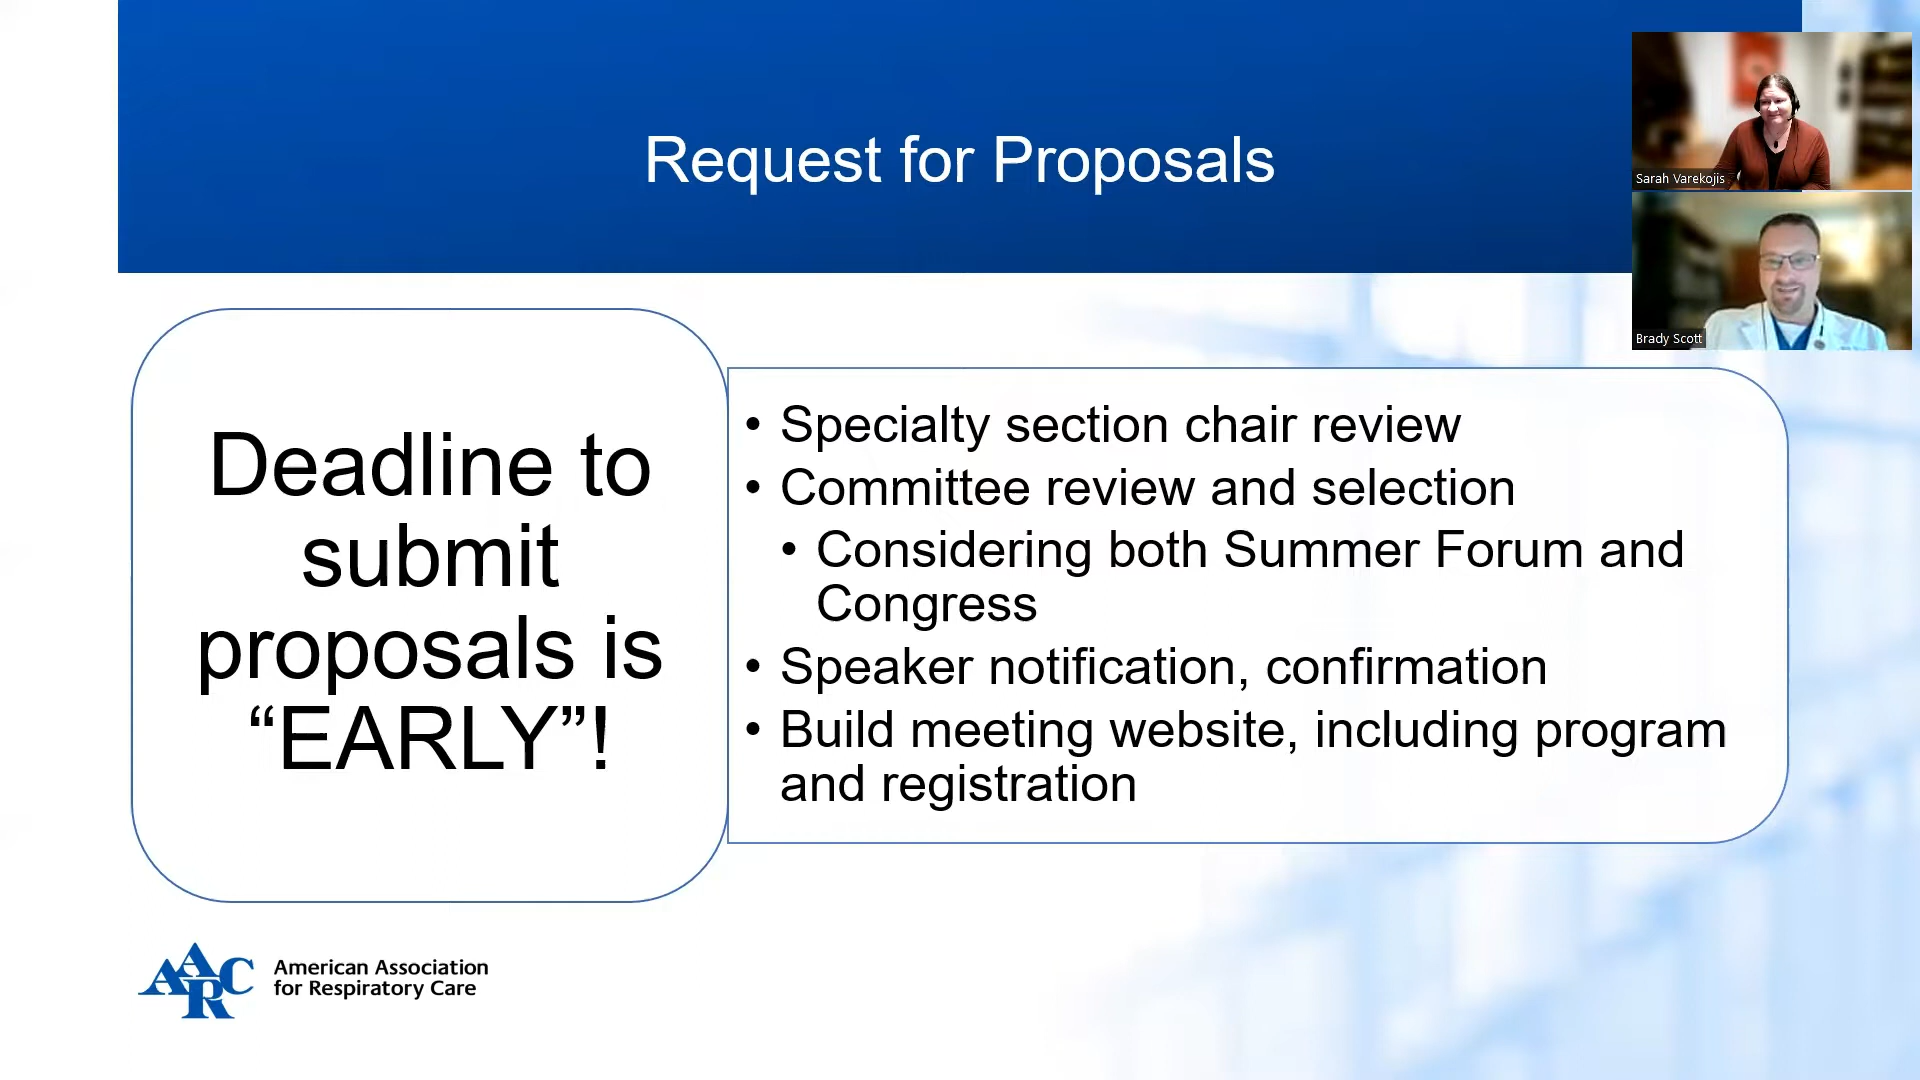 Request for Proposals
Sarah Varekojis
Brady Scott
Deadline to
submit
proposals is
“EARLY”!
• Specialty section chair review
• Committee review and selection
• Considering both Summer Forum and
Congress
• Speaker notification, confirmation
• Build meeting website, including program
and registration
AARC
American Association
for Respiratory Care